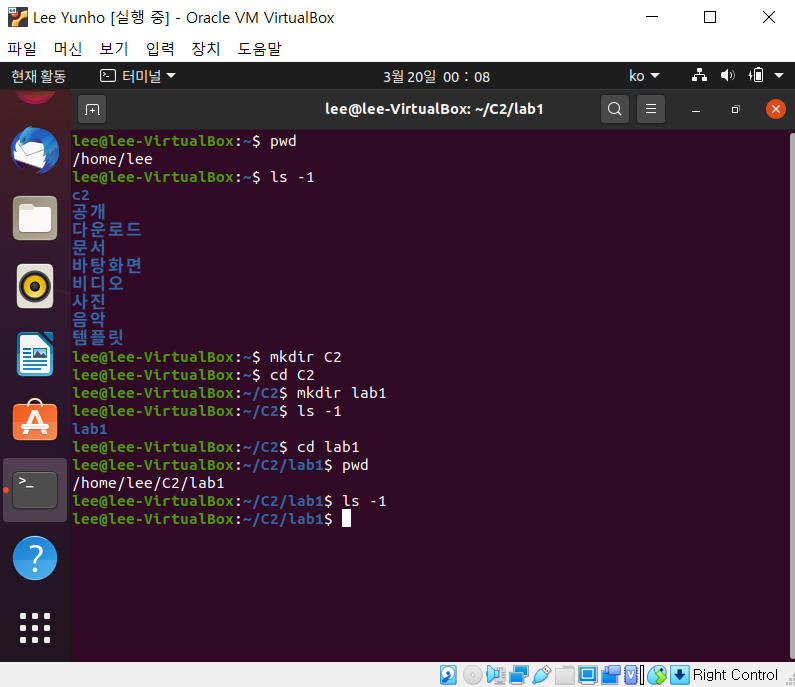 Lee Yunho [실행 중] - Oracle VM VirtualBox
파일 머신 보기 입력 장치 도움말
현재 활동 터미널 3월 20일 00 : 08 ko
lee@lee-VirtualBox: ~/C2/lab1
lee@lee-VirtualBox:~$ pwd
/home/lee
lee@lee-VirtualBox:~$ ls -1
c2
공개
다운로드
문서
바탕화면
비디오
사진
음악
템플릿
lee@lee-VirtualBox:~$ mkdir C2
lee@lee-VirtualBox:~$ cd C2
lee@lee-VirtualBox:~/C2$ mkdir lab1
lee@lee-VirtualBox:~/C2$ ls -1
lab1
lee@lee-VirtualBox:~/C2$ cd lab1
lee@lee-VirtualBox:~/C2/lab1$ pwd
/home/lee/C2/lab1
lee@lee-VirtualBox:~/C2/lab1$ ls -1
lee@lee-VirtualBox:~/C2/lab1$
Right Control